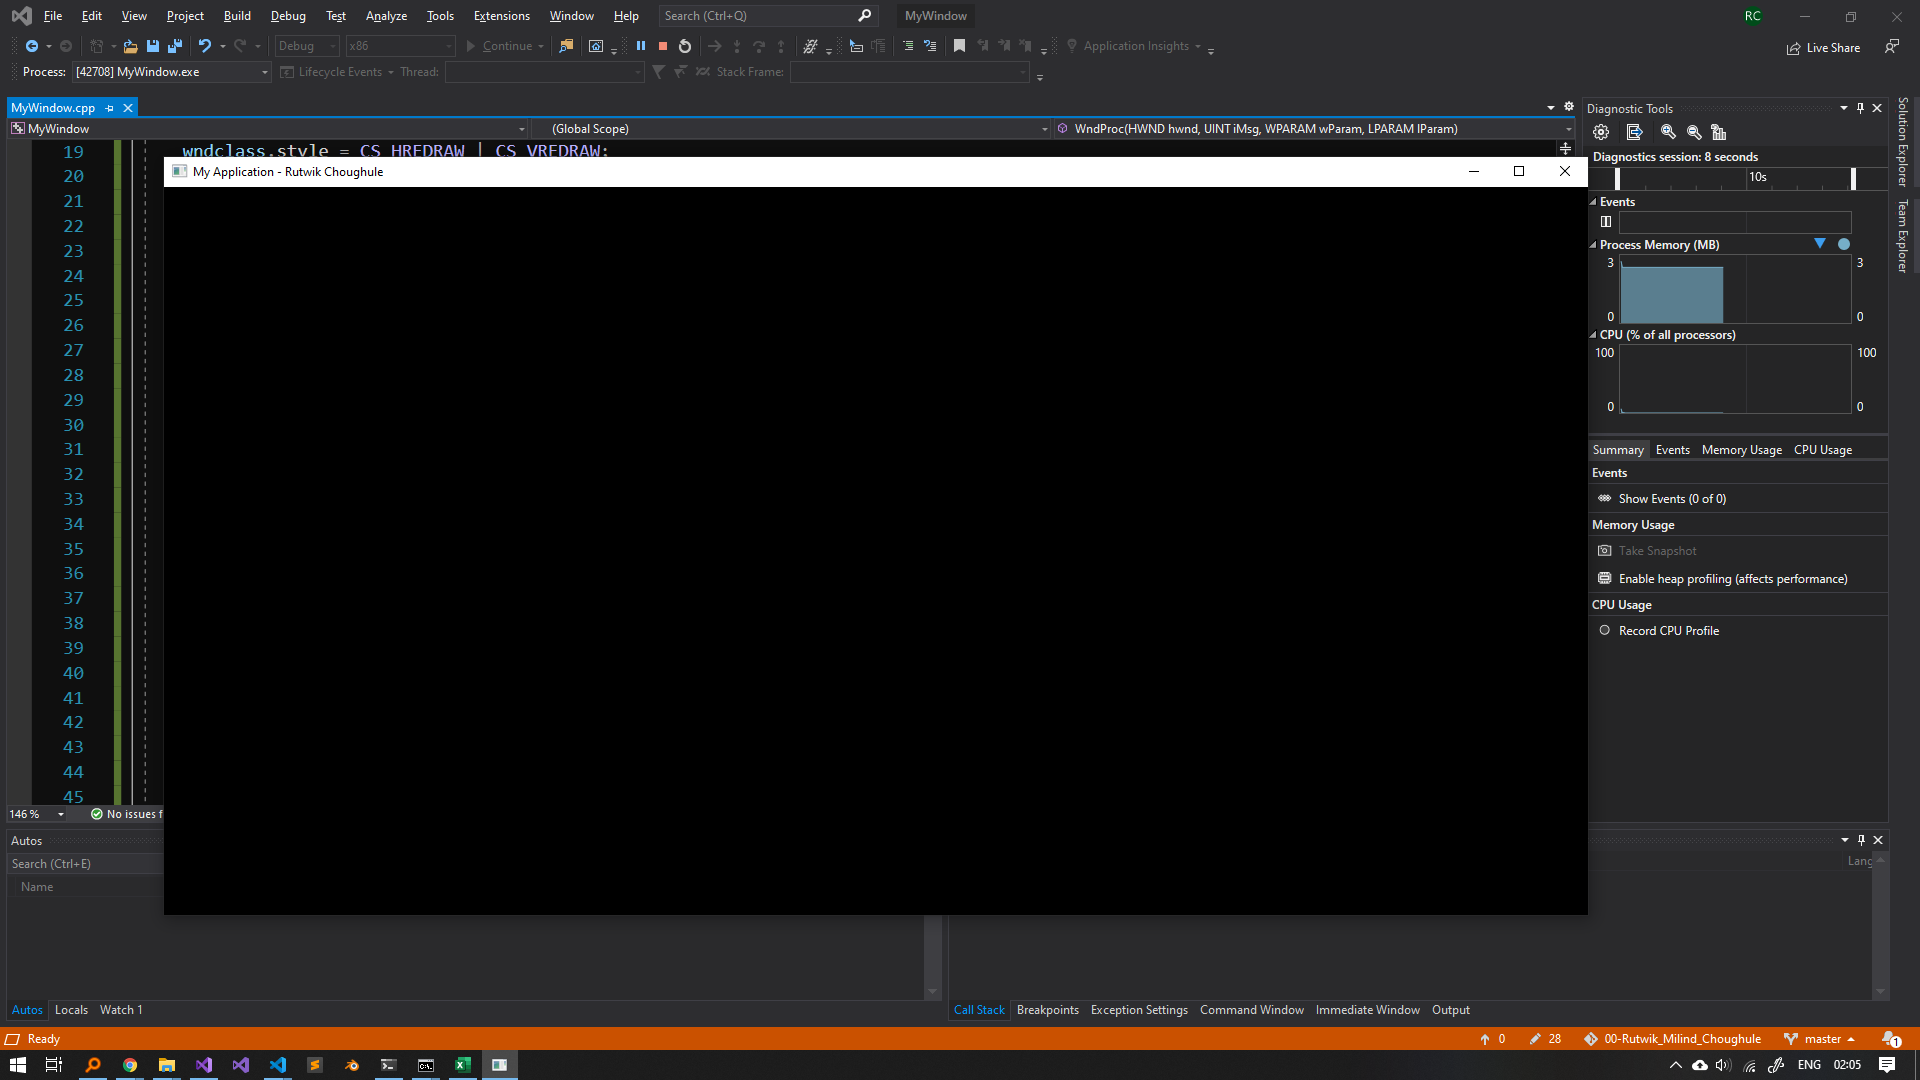 File Edit View Project Build Debug Test Analyze Tools Extensions Window Help Search (Ctrl+Q) MyWindow RC
Debug x86 Continue Application Insights Live Share
Process: [42708] MyWindow.exe Lifecycle Events Thread: Stack Frame:
MyWindow.cpp
MyWindow (Global Scope) WndProc(HWND hwnd, UINT iMsg, WPARAM wParam, LPARAM lParam)
19 wndclass.style = CS_HREDRAW | CS_VREDRAW;
20
21
22
23
24
25
26
27
28
29
30
31
32
33
34
35
36
37
38
39
40
41
42
43
44
45
My Application - Rutwik Choughule
146 % No issues f
Autos
Search (Ctrl+E)
Name
Lang
Autos Locals Watch 1
Call Stack Breakpoints Exception Settings Command Window Immediate Window Output
Diagnostic Tools
Diagnostics session: 8 seconds
10s
Events
Process Memory (MB)
3 3
0 0
CPU (% of all processors)
100 100
0 0
Summary Events Memory Usage CPU Usage
Events
Show Events (0 of 0)
Memory Usage
Take Snapshot
Enable heap profiling (affects performance)
CPU Usage
Record CPU Profile
Solution Explorer
Team Explorer
Ready 0 28 00-Rutwik_Milind_Choughule master 1
ENG 02:05